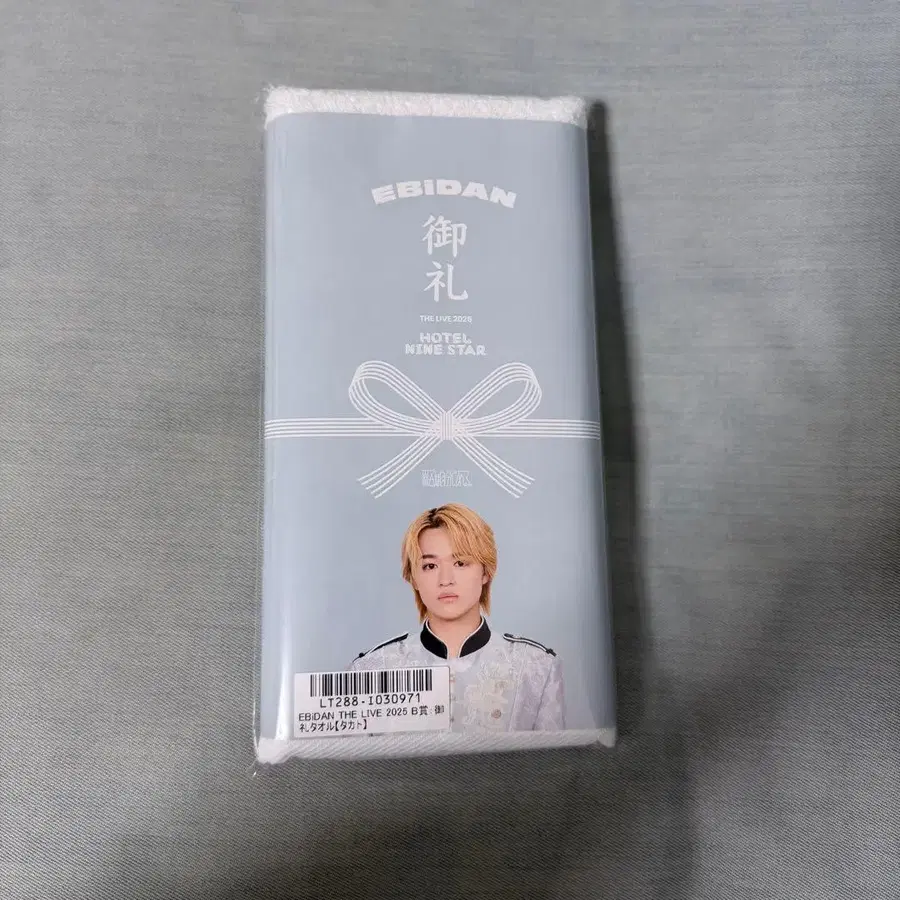 EBiDAN
御
礼
THE LIVE 2025
HOTEL
NINE STAR
LT288-I030971
EBiDAN THE LIVE 2025 B賞:御
礼タオル【タカト】